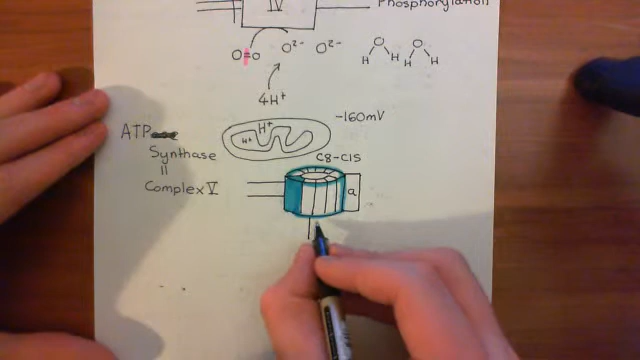 Phosphorylation
IV
O=O O²⁻ O²⁻ O O
H H H H
4H⁺
-160mV
ATP
H⁺
H⁺
Synthase
C8-C15
=
Complex V
a